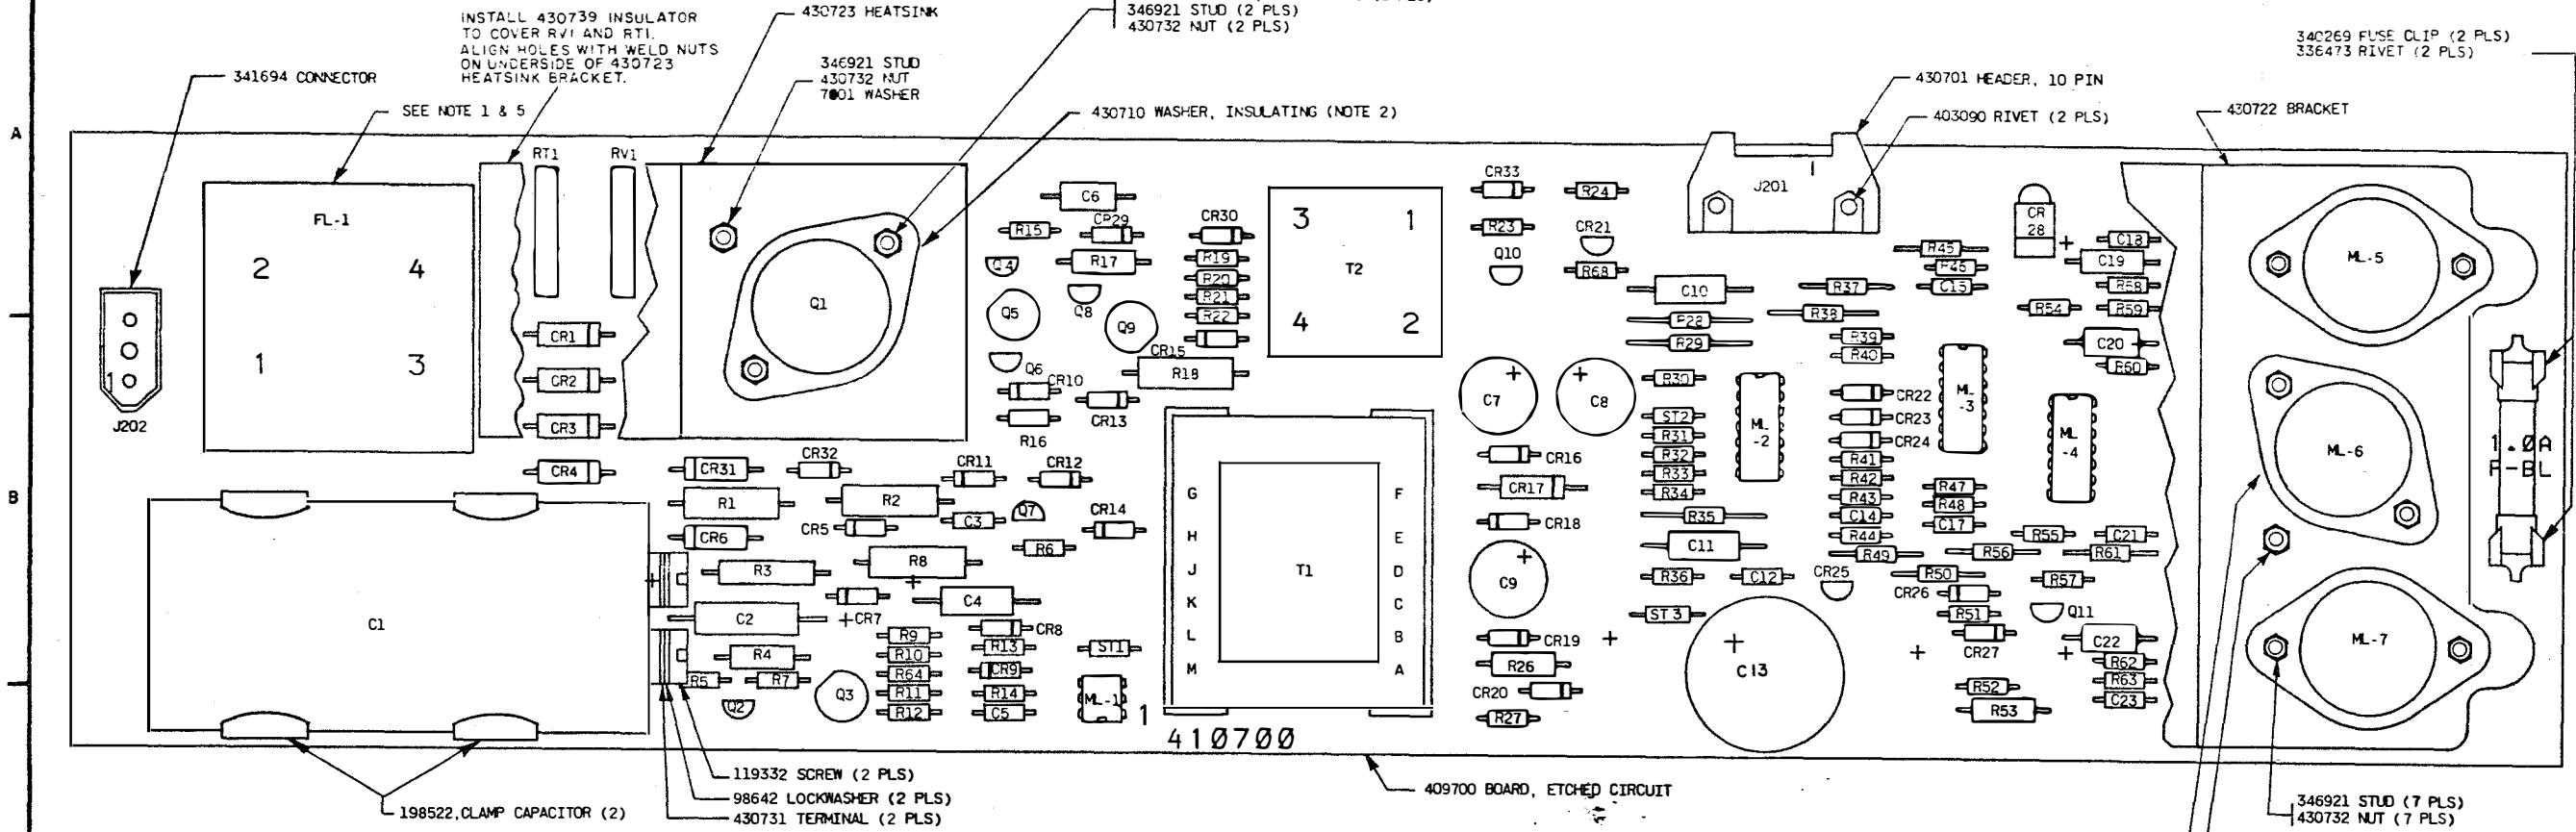 INSTALL 430739 INSULATOR
TO COVER RV1 AND RT1.
ALIGN HOLES WITH WELD NUTS
ON UNDERSIDE OF 430723
HEATSINK BRACKET.
430723 HEATSINK
346921 STUD (2 PLS)
430732 NUT (2 PLS)
340269 FUSE CLIP (2 PLS)
336473 RIVET (2 PLS)
341694 CONNECTOR
346921 STUD
430732 NUT
7001 WASHER
430701 HEADER, 10 PIN
SEE NOTE 1 & 5
430710 WASHER, INSULATING (NOTE 2)
403090 RIVET (2 PLS)
430722 BRACKET
A
RT1
RV1
FL-1
2
4
1
3
J202
1
Q1
CR1
CR2
CR3
CR4
C6
R15
CR29
CR30
Q4
R17
R19
R20
R21
R22
Q5
Q8
Q9
Q6
CR10
CR15
R18
CR13
R16
3
1
T2
4
2
CR33
R24
R23
CR21
Q10
R68
J201
CR
28
+
R45
R46
C15
C18
C19
R58
R59
R54
C10
R37
R38
R28
R29
R39
R40
C20
R60
ML-5
C7
+
C8
+
R30
ST2
R31
R32
R33
R34
ML
-2
CR22
CR23
CR24
R41
R42
R43
C14
R44
ML
-3
ML
-4
ML-6
1.0A
F-BL
B
CR31
CR32
CR11
CR12
R1
R2
C3
Q7
CR14
CR5
CR6
R6
R3
R8
+
C4
C2
+
CR7
CR8
R9
R10
R64
R11
R12
R13
CR9
R14
C5
ST1
ML-1
1
R4
R5
R7
Q2
Q3
C1
+
G
H
J
K
L
M
T1
F
E
D
C
B
A
CR16
CR17
CR18
C9
+
CR19
R26
CR20
R27
R35
C11
R36
C12
ST3
+
C13
+
CR25
R47
R48
C17
R49
R56
R50
CR26
R51
CR27
+
R52
R53
R55
C21
R61
R57
Q11
C22
+
R62
R63
C23
ML-7
410700
119332 SCREW (2 PLS)
98642 LOCKWASHER (2 PLS)
430731 TERMINAL (2 PLS)
198522,CLAMP CAPACITOR (2)
409700 BOARD, ETCHED CIRCUIT
346921 STUD (7 PLS)
430732 NUT (7 PLS)